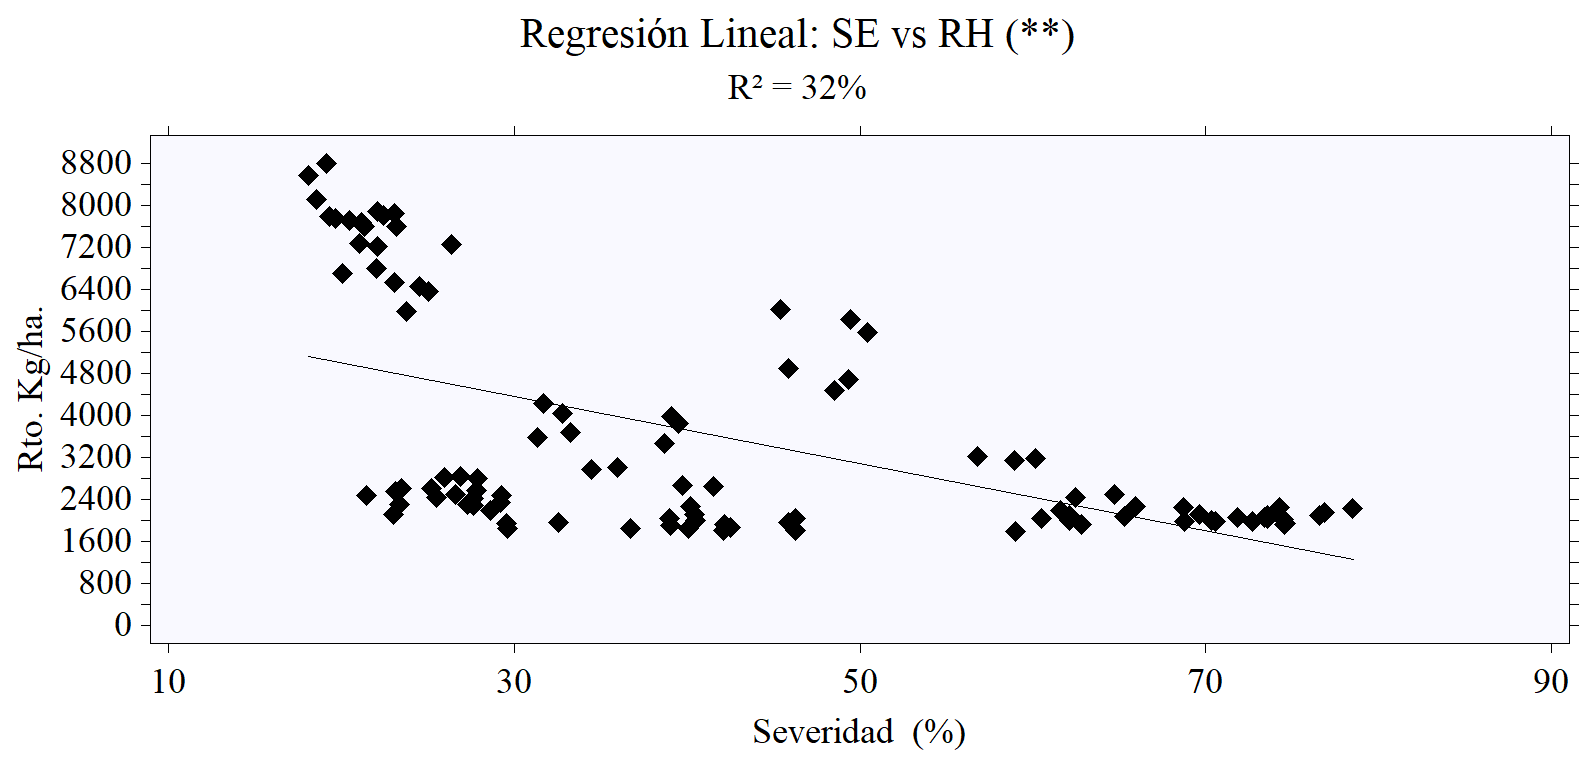 Regresión Lineal: SE vs RH (**)
R² = 32%
Rto. Kg/ha.
8800
8000
7200
6400
5600
4800
4000
3200
2400
1600
800
0
10 30 50 70 90
Severidad (%)